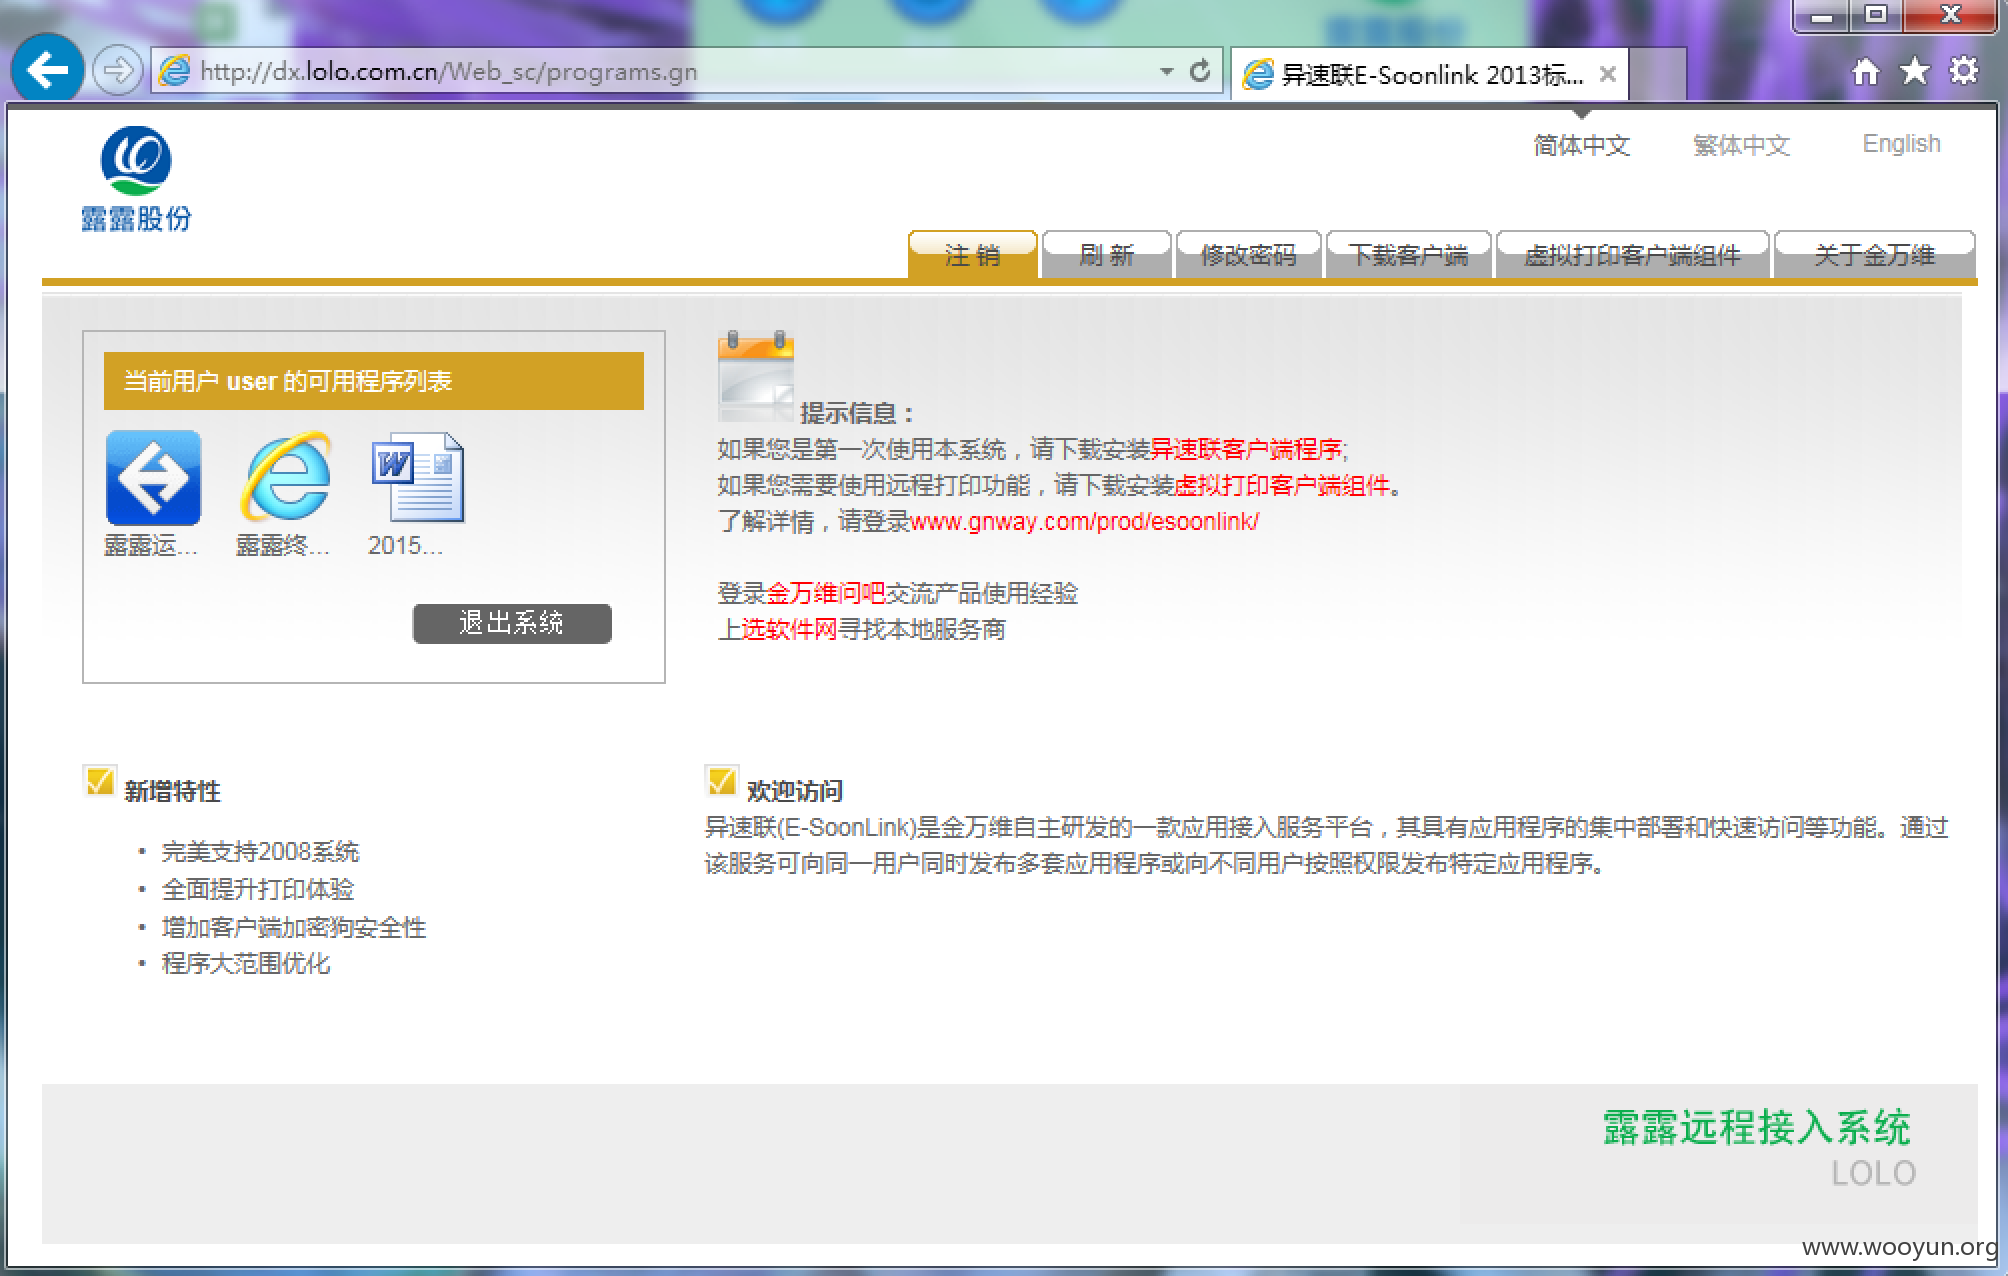 http://dx.lolo.com.cn/Web_sc/programs.gn
异速联E-Soonlink 2013标...
简体中文 繁体中文 English
露露股份
注 销 刷 新 修改密码 下载客户端 虚拟打印客户端组件 关于金万维
当前用户 user 的可用程序列表
露露运... 露露终... 2015...
退出系统
提示信息：
如果您是第一次使用本系统，请下载安装异速联客户端程序;
如果您需要使用远程打印功能，请下载安装虚拟打印客户端组件。
了解详情，请登录www.gnway.com/prod/esoonlink/
登录金万维问吧交流产品使用经验
上选软件网寻找本地服务商
新增特性
• 完美支持2008系统
• 全面提升打印体验
• 增加客户端加密狗安全性
• 程序大范围优化
欢迎访问
异速联(E-SoonLink)是金万维自主研发的一款应用接入服务平台，其具有应用程序的集中部署和快速访问等功能。通过
该服务可向同一用户同时发布多套应用程序或向不同用户按照权限发布特定应用程序。
露露远程接入系统
LOLO
www.wooyun.org